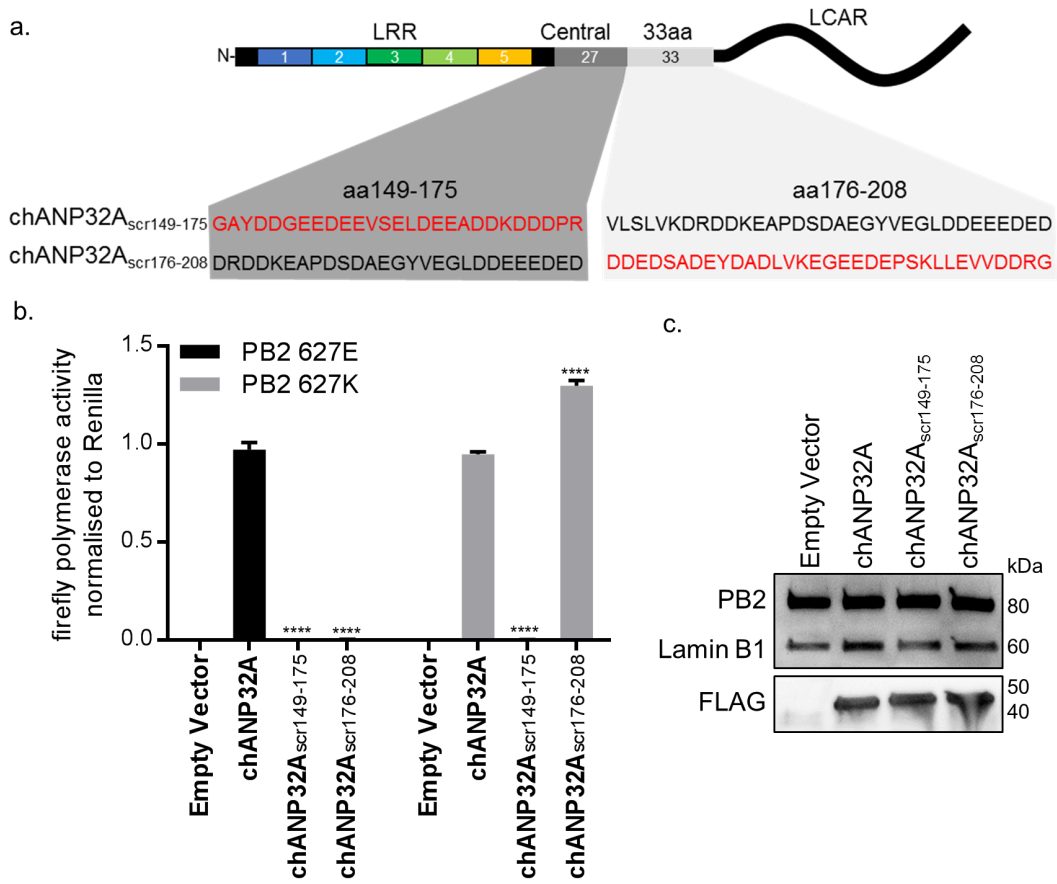 a.
LRR Central 33aa LCAR
N- 1 2 3 4 5 27 33
aa149-175 aa176-208
chANP32Ascr149-175 GAYDDGEEDEEVSELDEEADDKDDDPR VLSLVKDRDDKEAPDSDAEGYVEGLDDEEEDED
chANP32Ascr176-208 DRDDKEAPDSDAEGYVEGLDDEEEDED DDEDSADEYDADLVKEGEEDEPSKLLEVVDDRG
b.
firefly polymerase activity
normalised to Renilla
1.5
1.0
0.5
0.0
PB2 627E
PB2 627K
**** **** **** ****
Empty Vector
chANP32A
chANP32Ascr149-175
chANP32Ascr176-208
Empty Vector
chANP32A
chANP32Ascr149-175
chANP32Ascr176-208
c.
Empty Vector
chANP32A
chANP32Ascr149-175
chANP32Ascr176-208
kDa
PB2 80
Lamin B1 60
FLAG 50
40